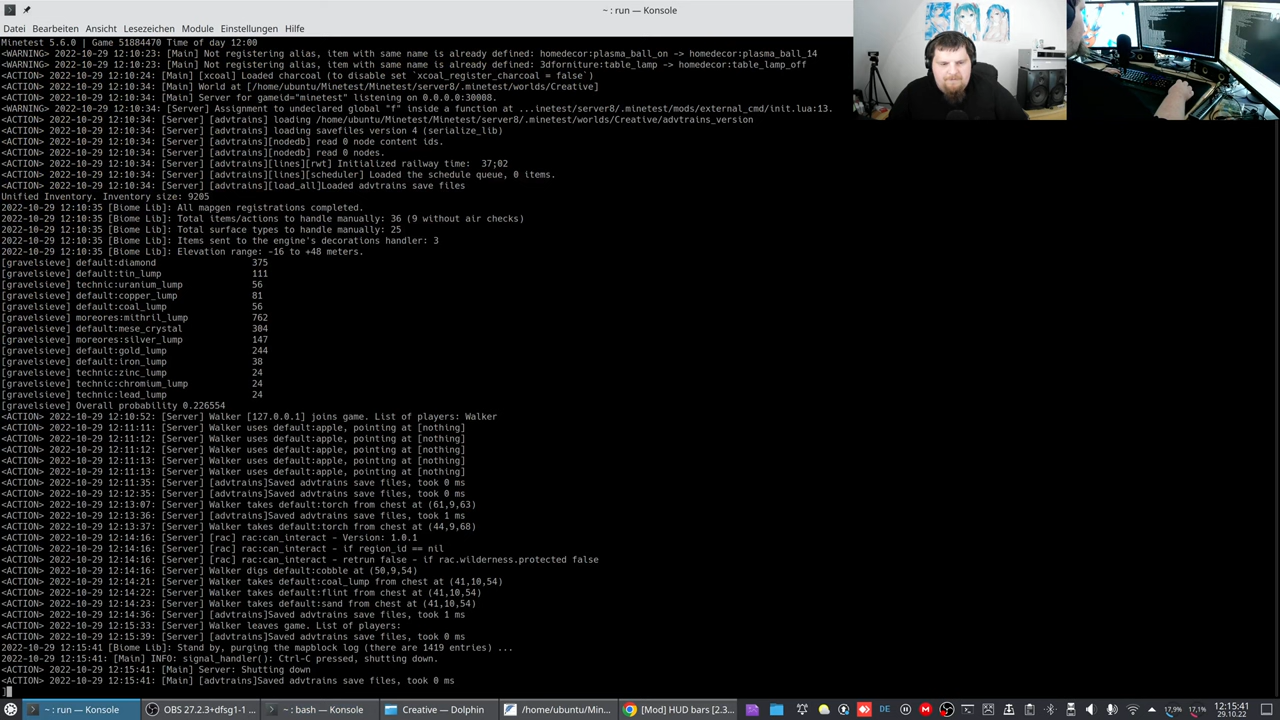 ~ : run — Konsole
Datei Bearbeiten Ansicht Lesezeichen Module Einstellungen Hilfe
Minetest 5.6.0 | Game 51884470 Time of day 12:00
<WARNING> 2022-10-29 12:10:23: [Main] Not registering alias, item with same name is already defined: homedecor:plasma_ball_on -> homedecor:plasma_ball_14
<WARNING> 2022-10-29 12:10:23: [Main] Not registering alias, item with same name is already defined: 3dforniture:table_lamp -> homedecor:table_lamp_off
<ACTION> 2022-10-29 12:10:24: [Main] [xcoal] Loaded charcoal (to disable set `xcoal_register_charcoal = false`)
<ACTION> 2022-10-29 12:10:34: [Main] World at [/home/ubuntu/Minetest/Minetest/server8/.minetest/worlds/Creative]
<ACTION> 2022-10-29 12:10:34: [Main] Server for gameid="minetest" listening on 0.0.0.0:30008.
<WARNING> 2022-10-29 12:10:34: [Server] Assignment to undeclared global "f" inside a function at ...inetest/server8/.minetest/mods/external_cmd/init.lua:13.
<ACTION> 2022-10-29 12:10:34: [Server] [advtrains] loading /home/ubuntu/Minetest/Minetest/server8/.minetest/worlds/Creative/advtrains_version
<ACTION> 2022-10-29 12:10:34: [Server] [advtrains] loading savefiles version 4 (serialize_lib)
<ACTION> 2022-10-29 12:10:34: [Server] [advtrains][nodedb] read 0 node content ids.
<ACTION> 2022-10-29 12:10:34: [Server] [advtrains][nodedb] read 0 nodes.
<ACTION> 2022-10-29 12:10:34: [Server] [advtrains][lines][rwt] Initialized railway time: 37;02
<ACTION> 2022-10-29 12:10:34: [Server] [advtrains][lines][scheduler] Loaded the schedule queue, 0 items.
<ACTION> 2022-10-29 12:10:34: [Server] [advtrains][load_all]Loaded advtrains save files
Unified Inventory. Inventory size: 9205
2022-10-29 12:10:35 [Biome Lib]: All mapgen registrations completed.
2022-10-29 12:10:35 [Biome Lib]: Total items/actions to handle manually: 36 (9 without air checks)
2022-10-29 12:10:35 [Biome Lib]: Total surface types to handle manually: 25
2022-10-29 12:10:35 [Biome Lib]: Items sent to the engine's decorations handler: 3
2022-10-29 12:10:35 [Biome Lib]: Elevation range: -16 to +48 meters.
[gravelsieve] default:diamond 375
[gravelsieve] default:tin_lump 111
[gravelsieve] technic:uranium_lump 56
[gravelsieve] default:copper_lump 81
[gravelsieve] default:coal_lump 56
[gravelsieve] moreores:mithril_lump 762
[gravelsieve] default:mese_crystal 304
[gravelsieve] moreores:silver_lump 147
[gravelsieve] default:gold_lump 244
[gravelsieve] default:iron_lump 38
[gravelsieve] technic:zinc_lump 24
[gravelsieve] technic:chromium_lump 24
[gravelsieve] technic:lead_lump 24
[gravelsieve] Overall probability 0.226554
<ACTION> 2022-10-29 12:10:52: [Server] Walker [127.0.0.1] joins game. List of players: Walker
<ACTION> 2022-10-29 12:11:11: [Server] Walker uses default:apple, pointing at [nothing]
<ACTION> 2022-10-29 12:11:12: [Server] Walker uses default:apple, pointing at [nothing]
<ACTION> 2022-10-29 12:11:12: [Server] Walker uses default:apple, pointing at [nothing]
<ACTION> 2022-10-29 12:11:13: [Server] Walker uses default:apple, pointing at [nothing]
<ACTION> 2022-10-29 12:11:13: [Server] Walker uses default:apple, pointing at [nothing]
<ACTION> 2022-10-29 12:11:35: [Server] [advtrains]Saved advtrains save files, took 0 ms
<ACTION> 2022-10-29 12:12:35: [Server] [advtrains]Saved advtrains save files, took 0 ms
<ACTION> 2022-10-29 12:13:07: [Server] Walker takes default:torch from chest at (61,9,63)
<ACTION> 2022-10-29 12:13:36: [Server] [advtrains]Saved advtrains save files, took 1 ms
<ACTION> 2022-10-29 12:13:37: [Server] Walker takes default:torch from chest at (44,9,68)
<ACTION> 2022-10-29 12:14:16: [Server] [rac] rac:can_interact - Version: 1.0.1
<ACTION> 2022-10-29 12:14:16: [Server] [rac] rac:can_interact - if region_id == nil
<ACTION> 2022-10-29 12:14:16: [Server] [rac] rac:can_interact - retrun false - if rac.wilderness.protected false
<ACTION> 2022-10-29 12:14:16: [Server] Walker digs default:cobble at (50,9,54)
<ACTION> 2022-10-29 12:14:21: [Server] Walker takes default:coal_lump from chest at (41,10,54)
<ACTION> 2022-10-29 12:14:22: [Server] Walker takes default:flint from chest at (41,10,54)
<ACTION> 2022-10-29 12:14:23: [Server] Walker takes default:sand from chest at (41,10,54)
<ACTION> 2022-10-29 12:14:36: [Server] [advtrains]Saved advtrains save files, took 1 ms
<ACTION> 2022-10-29 12:15:33: [Server] Walker leaves game. List of players:
<ACTION> 2022-10-29 12:15:39: [Server] [advtrains]Saved advtrains save files, took 0 ms
2022-10-29 12:15:41 [Biome Lib]: Stand by, purging the mapblock log (there are 1419 entries) ...
2022-10-29 12:15:41: [Main] INFO: signal_handler(): Ctrl-C pressed, shutting down.
<ACTION> 2022-10-29 12:15:41: [Main] Server: Shutting down
<ACTION> 2022-10-29 12:15:41: [Main] [advtrains]Saved advtrains save files, took 0 ms
]
~ : run — Konsole
OBS 27.2.3+dfsg1-1 ...
~ : bash — Konsole
Creative — Dolphin
/home/ubuntu/Min...
[Mod] HUD bars [2.3...
DE
17,9%
17,1%
12:15:41
29.10.22